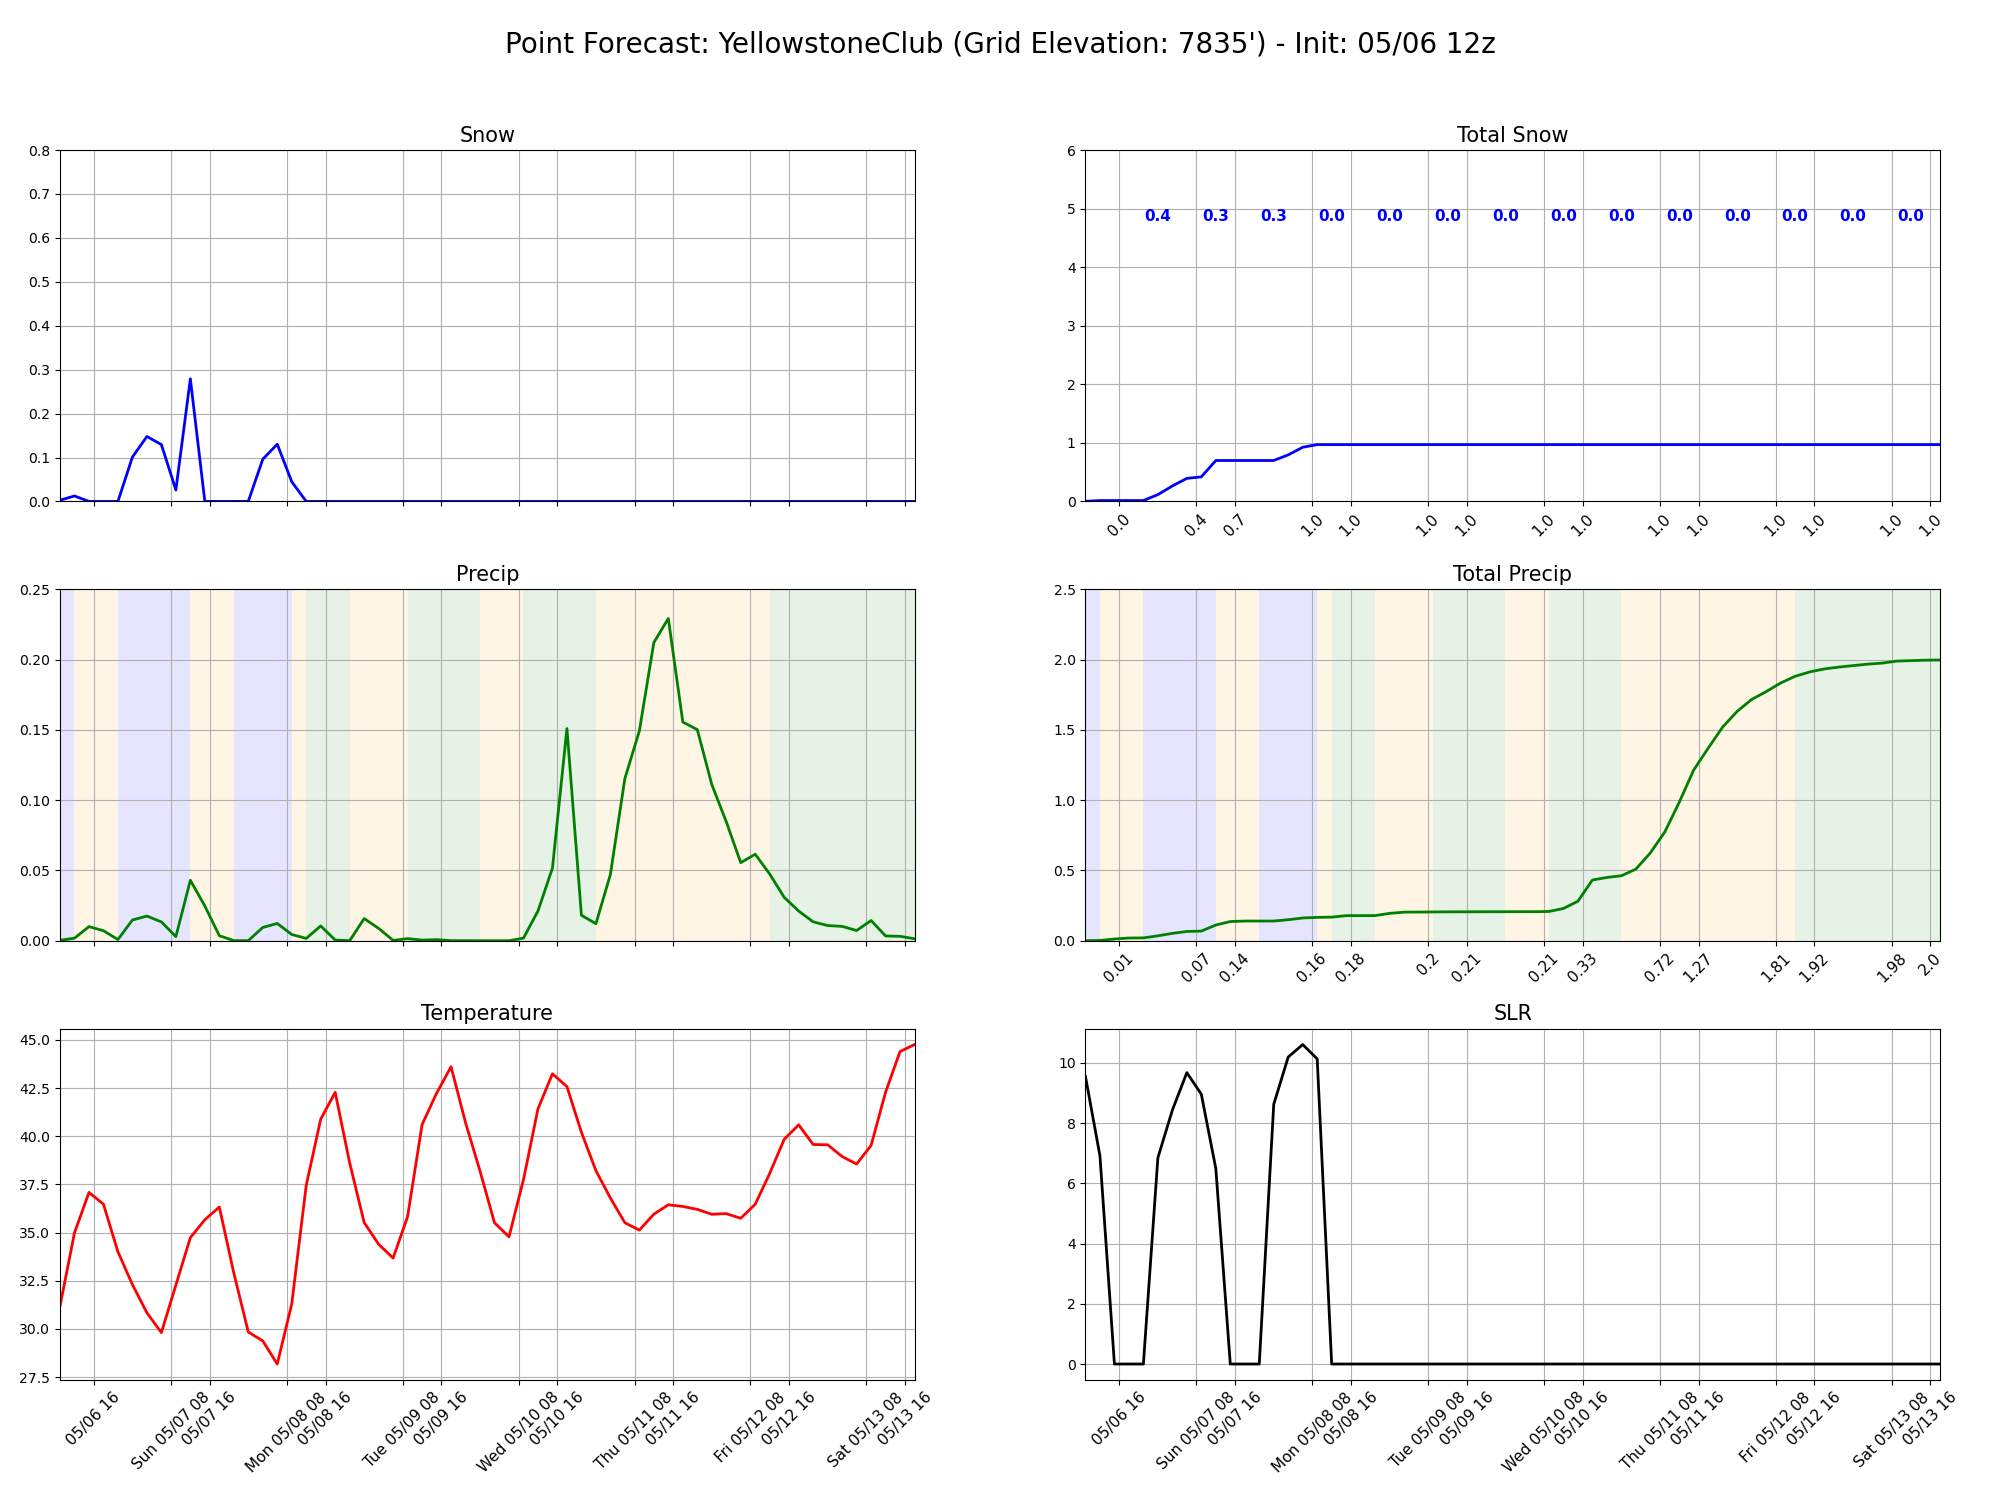 Point Forecast: YellowstoneClub (Grid Elevation: 7835') - Init: 05/06 12z
Snow
0.8
0.7
0.6
0.5
0.4
0.3
0.2
0.1
0.0
Total Snow
6
5
4
3
2
1
0
0.4 0.3 0.3 0.0 0.0 0.0 0.0 0.0 0.0 0.0 0.0 0.0 0.0 0.0
0.0 0.4 0.7 1.0 1.0 1.0 1.0 1.0 1.0 1.0 1.0 1.0 1.0 1.0 1.0
Precip
0.25
0.20
0.15
0.10
0.05
0.00
Total Precip
2.5
2.0
1.5
1.0
0.5
0.0
0.01 0.07 0.14 0.16 0.18 0.2 0.21 0.21 0.33 0.72 1.27 1.81 1.92 1.98 2.0
Temperature
45.0
42.5
40.0
37.5
35.0
32.5
30.0
27.5
05/06 16
Sun 05/07 08
05/07 16
Mon 05/08 08
05/08 16
Tue 05/09 08
05/09 16
Wed 05/10 08
05/10 16
Thu 05/11 08
05/11 16
Fri 05/12 08
05/12 16
Sat 05/13 08
05/13 16
SLR
10
8
6
4
2
0
05/06 16
Sun 05/07 08
05/07 16
Mon 05/08 08
05/08 16
Tue 05/09 08
05/09 16
Wed 05/10 08
05/10 16
Thu 05/11 08
05/11 16
Fri 05/12 08
05/12 16
Sat 05/13 08
05/13 16